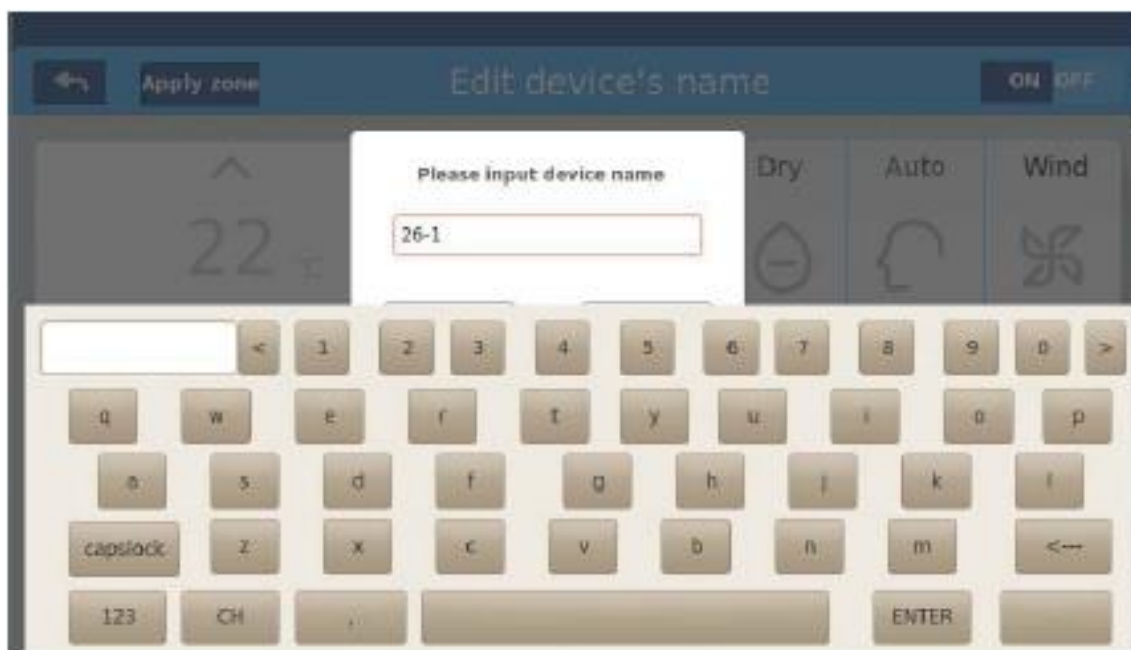 Apply zone Edit device's name ON OFF
Please input device name Dry Auto Wind
22 ℃
26-1
< 1 2 3 4 5 6 7 8 9 0 >
q w e r t y u i o p
a s d f g h j k l
capslock z x c v b n m <---
123 CH , ENTER